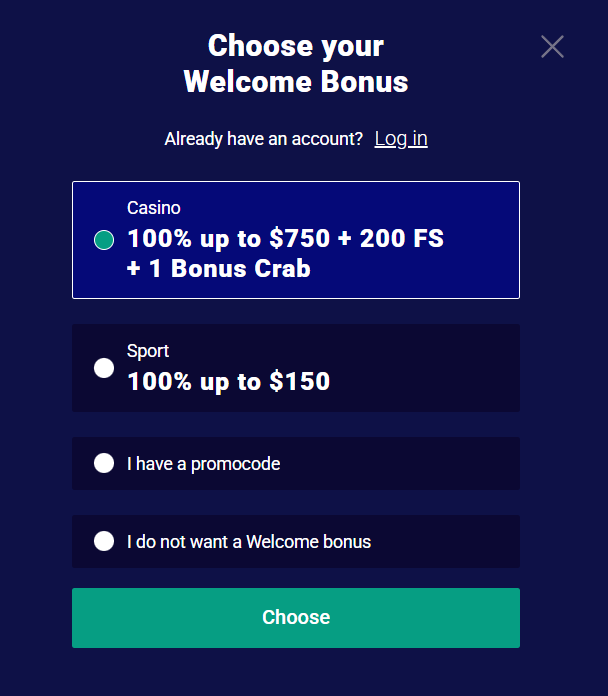 Choose your
Welcome Bonus
Already have an account? Log in
Casino
100% up to $750 + 200 FS
+ 1 Bonus Crab
Sport
100% up to $150
I have a promocode
I do not want a Welcome bonus
Choose